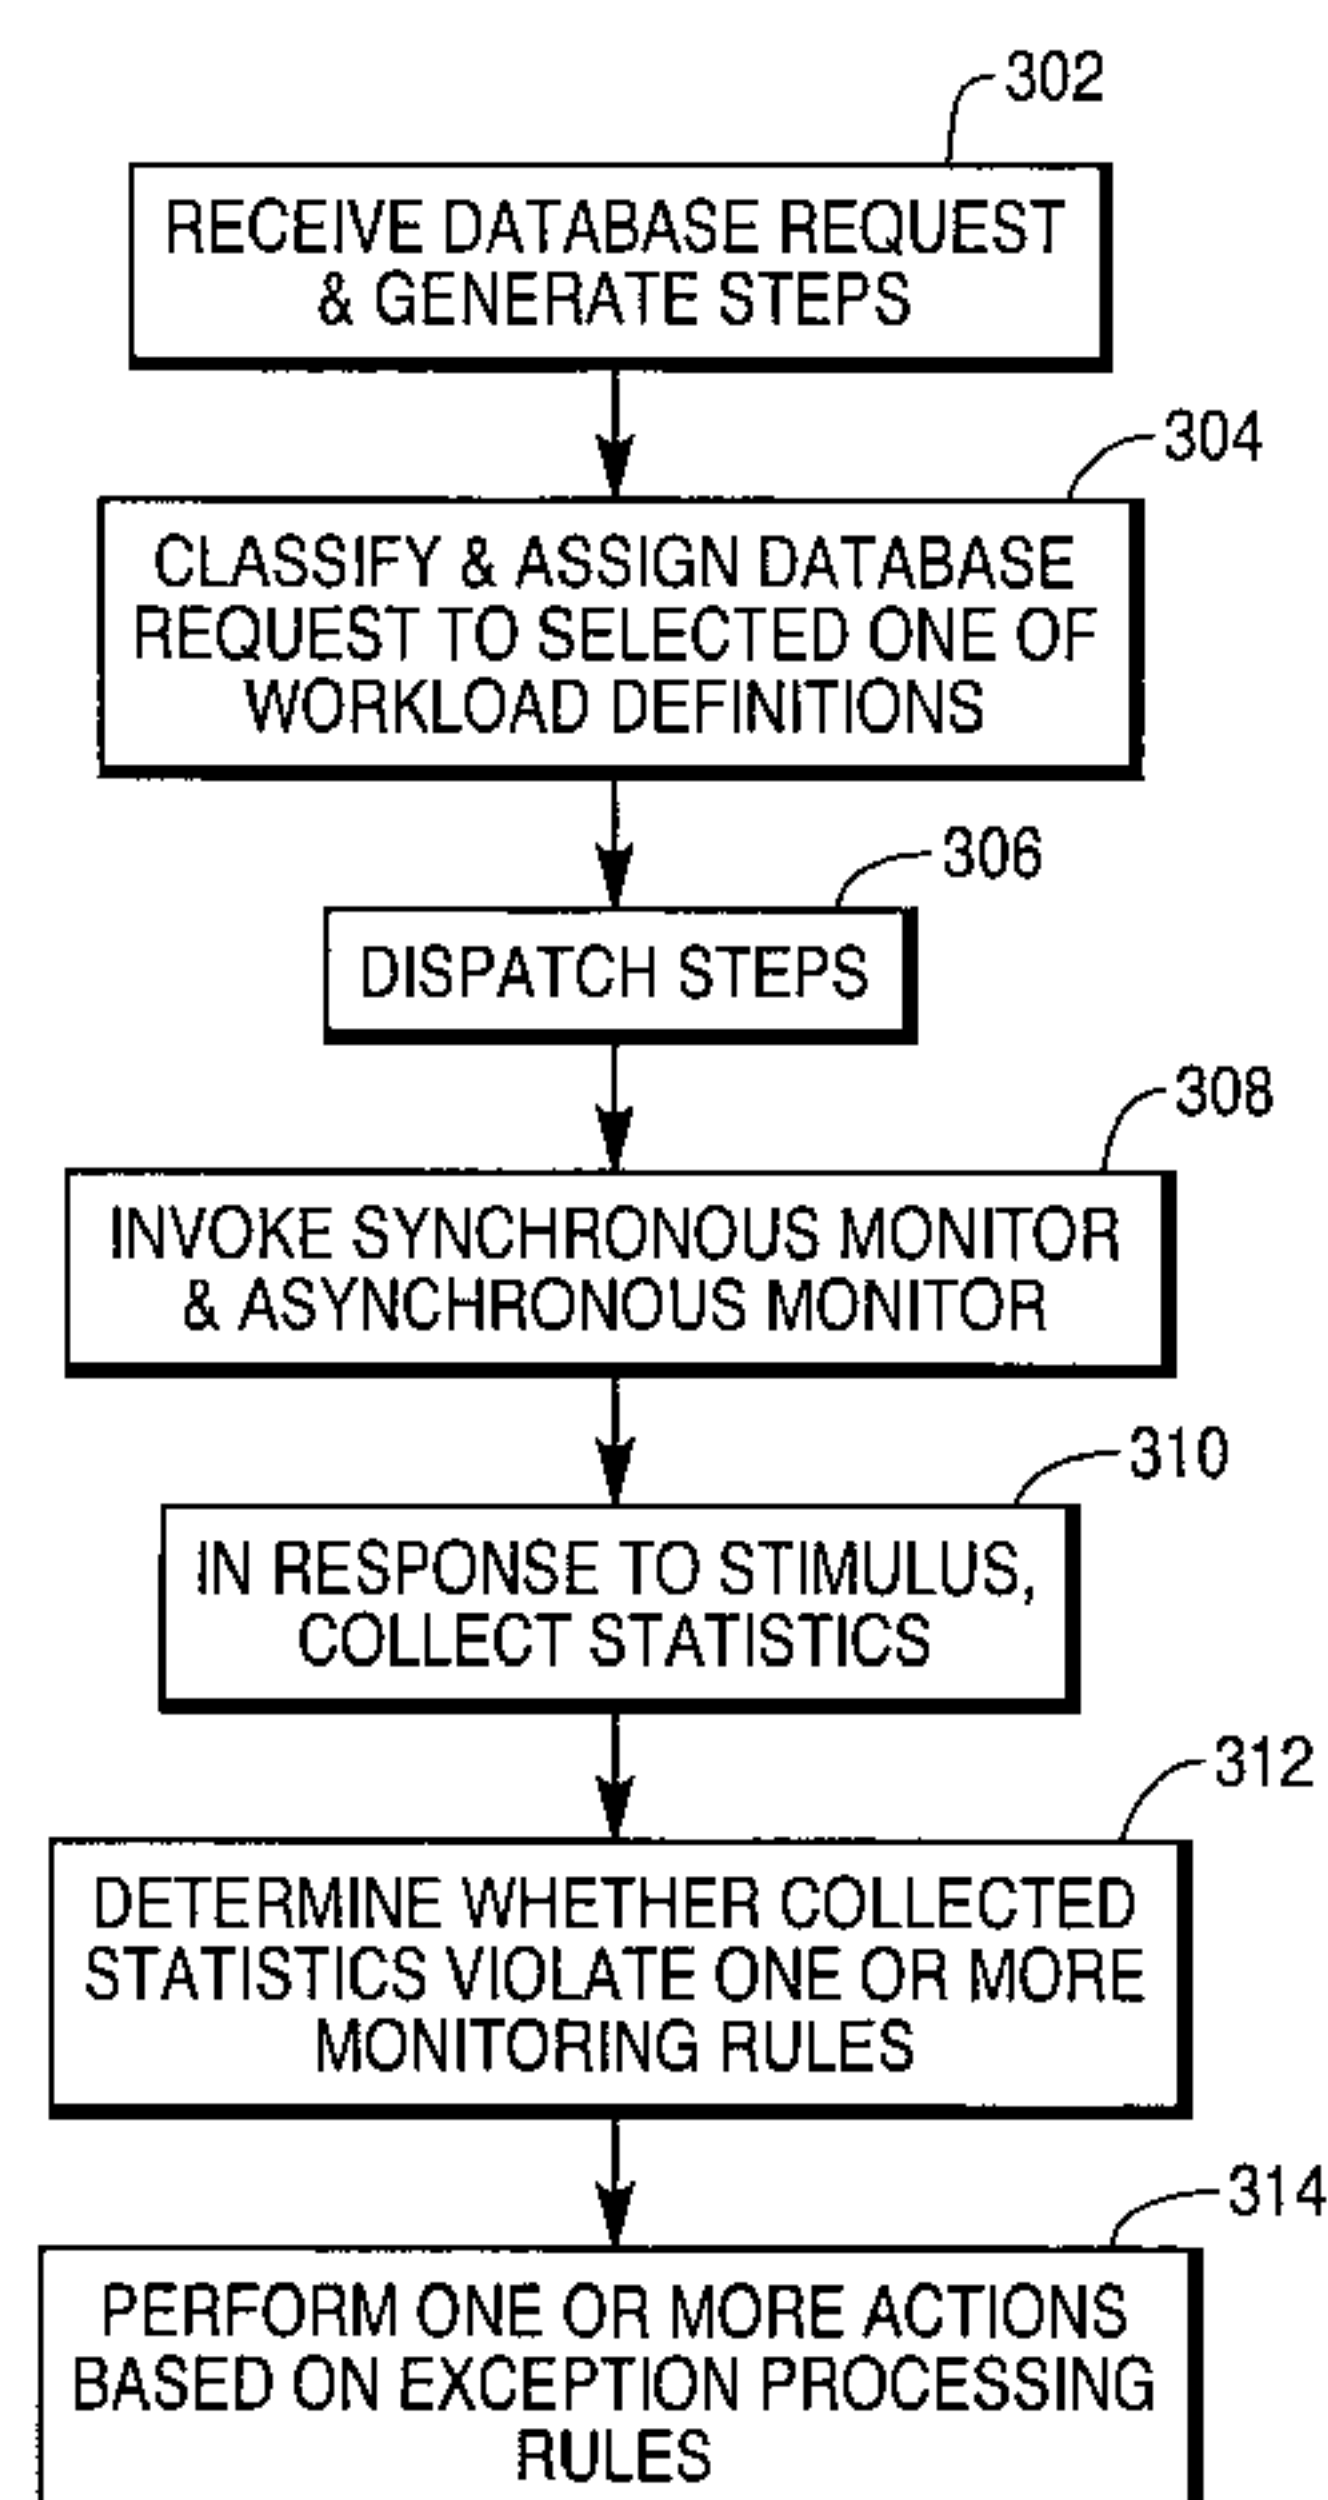 302
RECEIVE DATABASE REQUEST
& GENERATE STEPS
304
CLASSIFY & ASSIGN DATABASE
REQUEST TO SELECTED ONE OF
WORKLOAD DEFINITIONS
306
DISPATCH STEPS
308
INVOKE SYNCHRONOUS MONITOR
& ASYNCHRONOUS MONITOR
310
IN RESPONSE TO STIMULUS,
COLLECT STATISTICS
312
DETERMINE WHETHER COLLECTED
STATISTICS VIOLATE ONE OR MORE
MONITORING RULES
314
PERFORM ONE OR MORE ACTIONS
BASED ON EXCEPTION PROCESSING
RULES